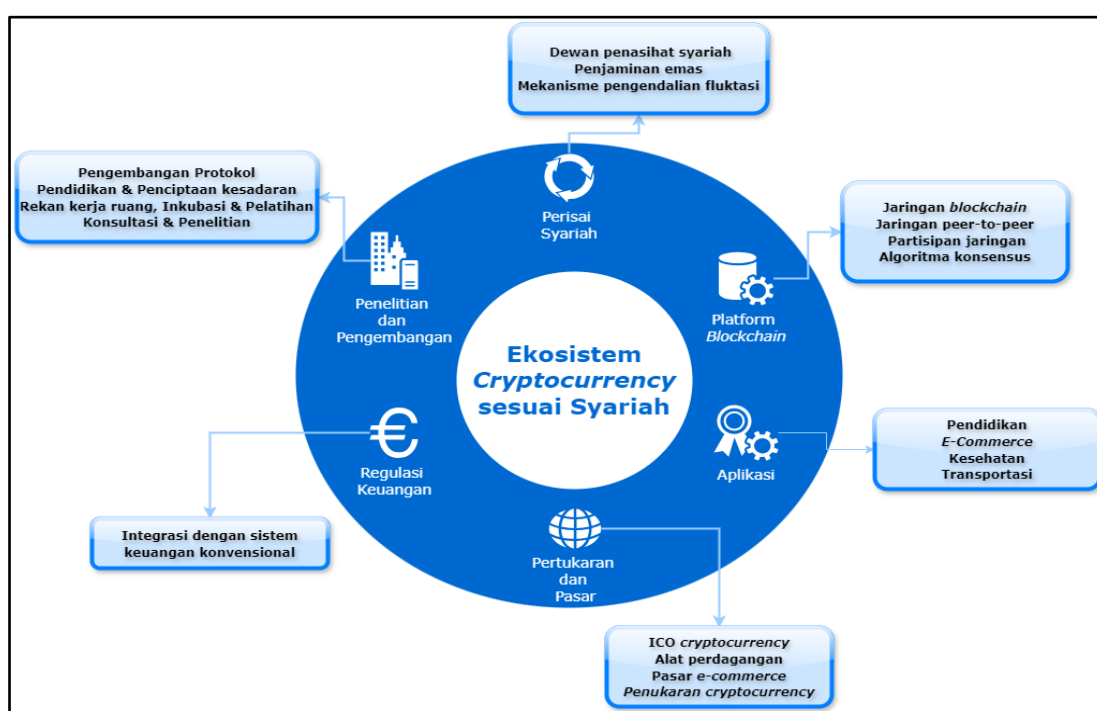 Dewan penasihat syariah
Penjaminan emas
Mekanisme pengendalian fluktasi
Pengembangan Protokol
Pendidikan & Penciptaan kesadaran
Rekan kerja ruang, Inkubasi & Pelatihan
Konsultasi & Penelitian
Perisai
Syariah
Jaringan blockchain
Jaringan peer-to-peer
Partisipan jaringan
Algoritma konsensus
Penelitian
dan
Pengembangan
Platform
Blockchain
Ekosistem
Cryptocurrency
sesuai Syariah
Pendidikan
E-Commerce
Kesehatan
Transportasi
Regulasi
Keuangan
Aplikasi
Integrasi dengan sistem
keuangan konvensional
Pertukaran
dan
Pasar
ICO cryptocurrency
Alat perdagangan
Pasar e-commerce
Penukaran cryptocurrency